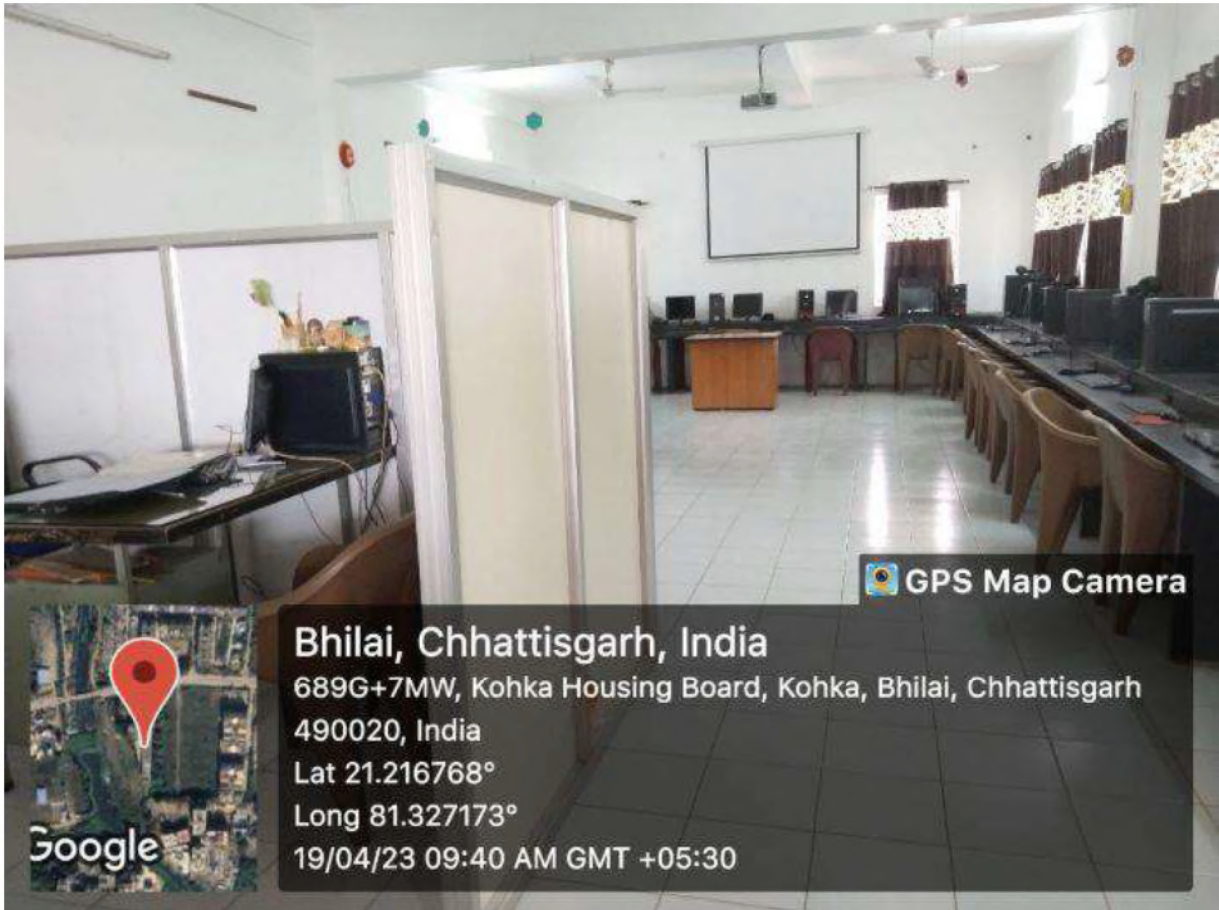 GPS Map Camera
Bhilai, Chhattisgarh, India
689G+7MW, Kohka Housing Board, Kohka, Bhilai, Chhattisgarh
490020, India
Lat 21.216768°
Long 81.327173°
19/04/23 09:40 AM GMT +05:30
Google